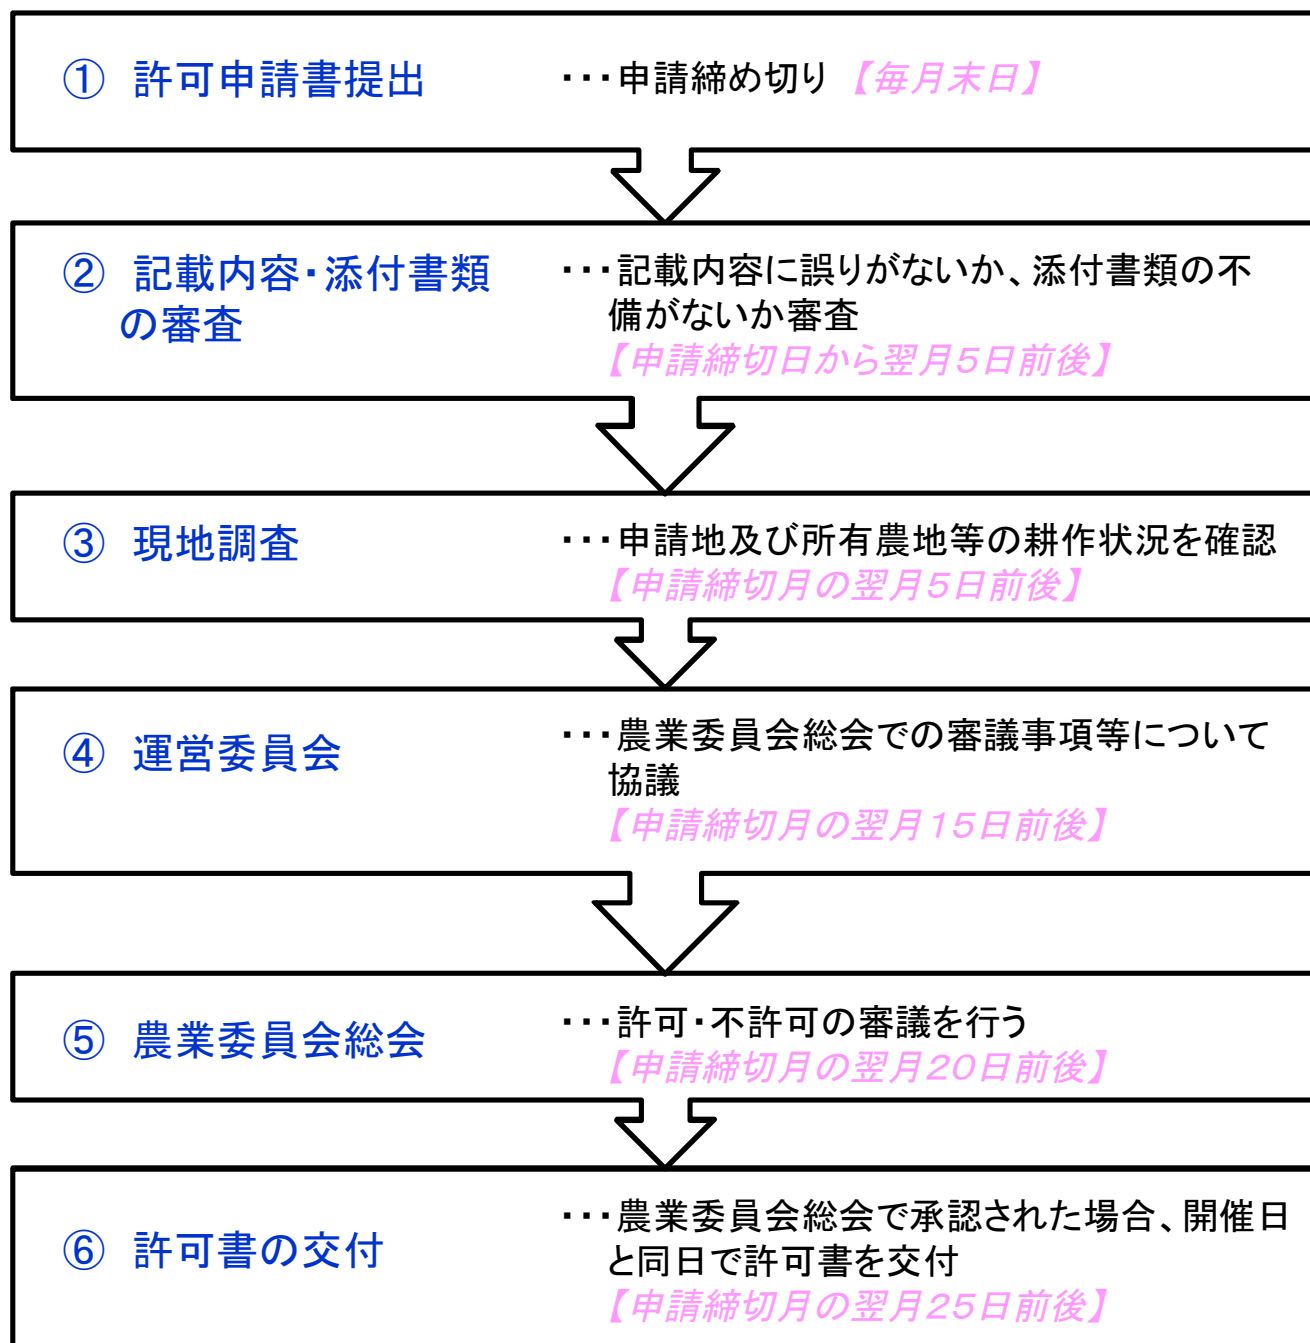 ① 許可申請書提出 ・・・申請締め切り 【毎月末日】
② 記載内容・添付書類
の審査
・・・記載内容に誤りがないか、添付書類の不
備がないか審査
【申請締切日から翌月5日前後】
③ 現地調査
・・・申請地及び所有農地等の耕作状況を確認
【申請締切月の翌月5日前後】
④ 運営委員会
・・・農業委員会総会での審議事項等について
協議
【申請締切月の翌月15日前後】
⑤ 農業委員会総会
・・・許可・不許可の審議を行う
【申請締切月の翌月20日前後】
⑥ 許可書の交付
・・・農業委員会総会で承認された場合、開催日
と同日で許可書を交付
【申請締切月の翌月25日前後】